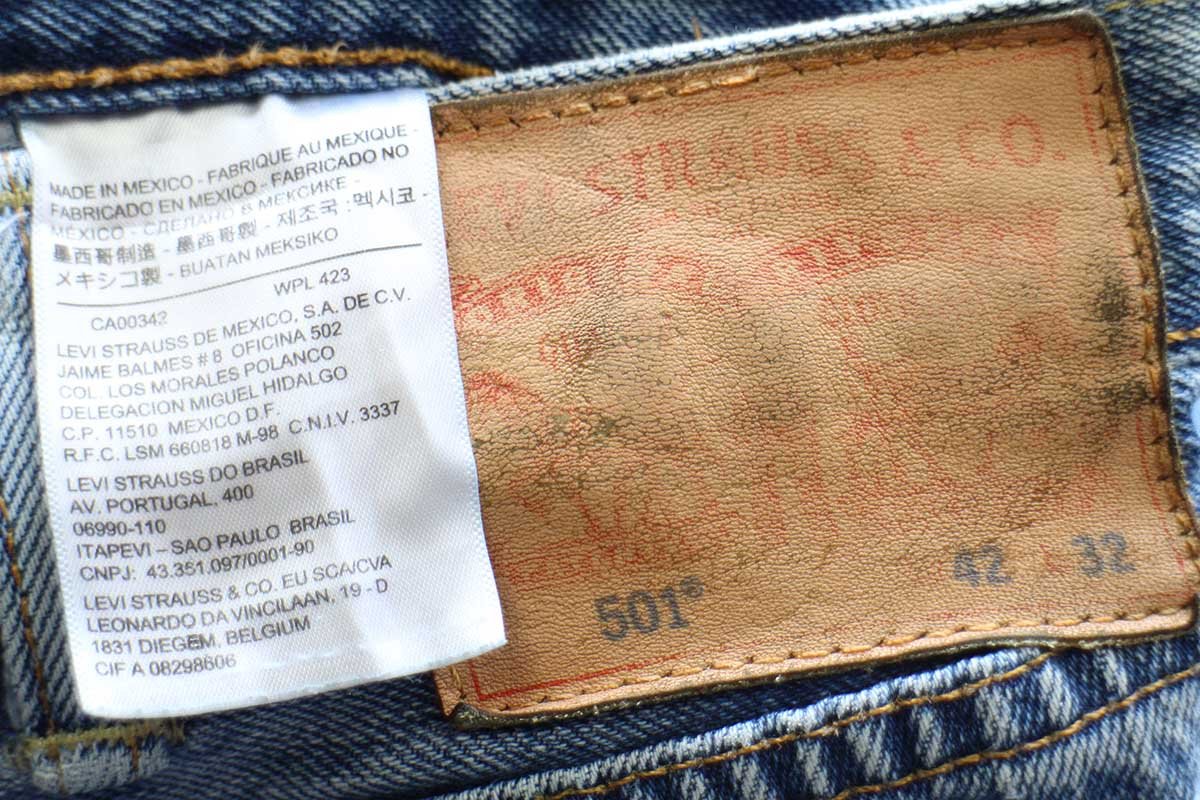 MADE IN MEXICO - FABRIQUE AU MEXIQUE -
FABRICADO EN MEXICO - FABRICADO NO
MÉXICO - СДЕЛАНО В МЕКСИКЕ -
墨西哥制造 - 墨西哥製 - 제조국 : 멕시코 -
メキシコ製 - BUATAN MEKSIKO
WPL 423
CA00342
LEVI STRAUSS DE MEXICO, S.A. DE C.V.
JAIME BALMES # 8 OFICINA 502
COL. LOS MORALES POLANCO
DELEGACION MIGUEL HIDALGO
C.P. 11510 MEXICO D.F.
R.F.C. LSM 660818 M-98 C.N.I.V. 3337
LEVI STRAUSS DO BRASIL
AV. PORTUGAL, 400
06990-110
ITAPEVI – SAO PAULO BRASIL
CNPJ: 43.351.097/0001-90
LEVI STRAUSS & CO. EU SCA/CVA
LEONARDO DA VINCILAAN, 19 - D
1831 DIEGEM, BELGIUM
CIF A 08298606
STRAUSS & CO.
501®
42 32